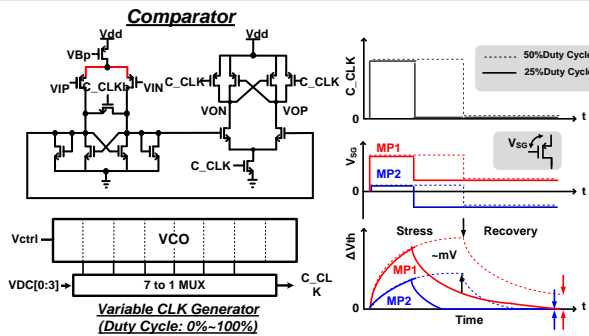 Comparator
Vdd
VBp
VIP
C_CLKb
VIN
Vdd
C_CLK
C_CLK
VON
VOP
C_CLK
Vctrl
VCO
VDC[0:3]
7 to 1 MUX
C_CL
K
Variable CLK Generator
(Duty Cycle: 0%~100%)
50%Duty Cycle
25%Duty Cycle
C_CLK
0
t
VSG
MP1
MP2
0
t
VSG
ΔVth
Stress
Recovery
~mV
MP1
MP2
0
Time
t